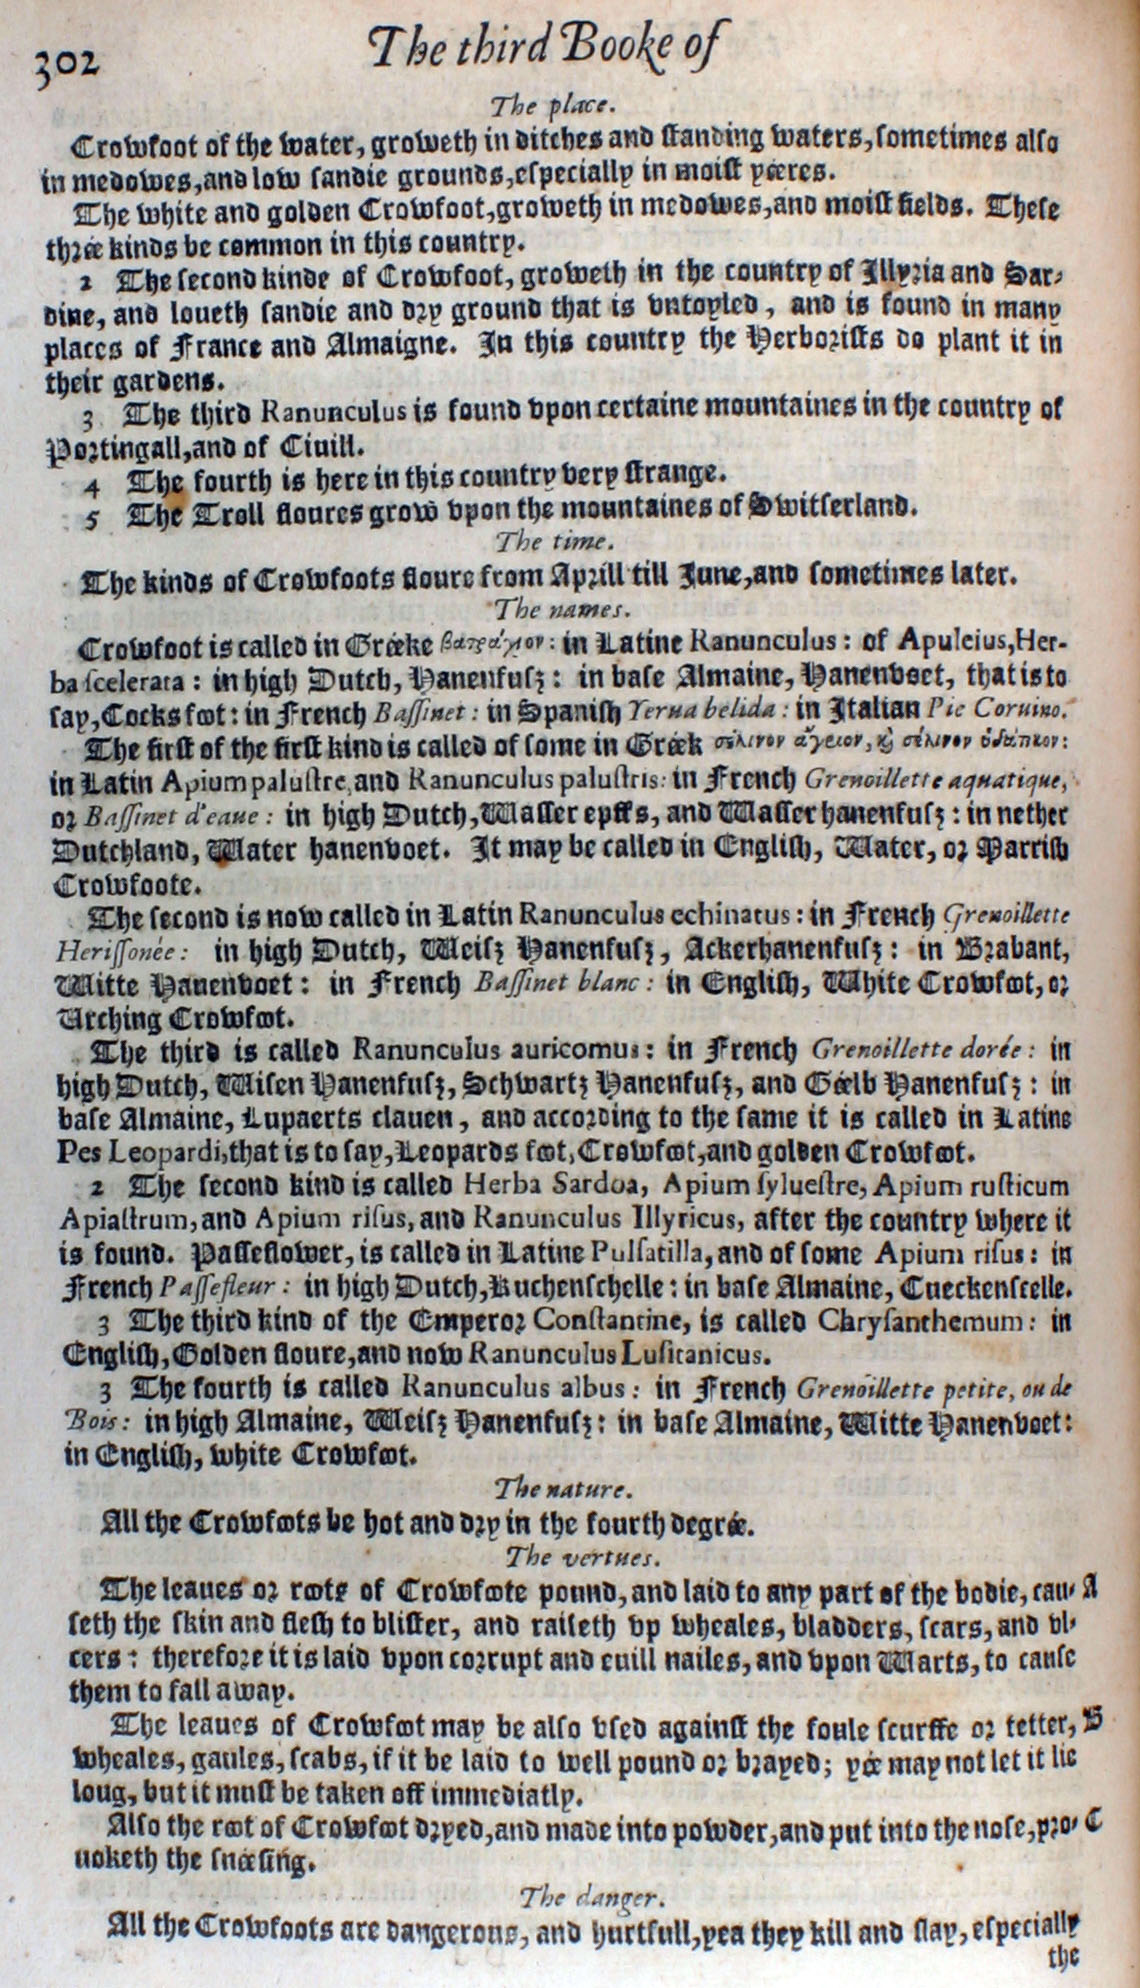 302 The third Booke of
The place.
Crowfoot of the water, groweth in ditches and standing waters, sometimes also
in medowes, and low sandie grounds, especially in moist yeeres.
The white and golden Crowfoot, groweth in medowes, and moist fields. These
three kinds be common in this country.
2 The second kinde of Crowfoot, groweth in the country of Illyria and Sar-
dine, and loueth sandie and dry ground that is vntoyled, and is found in many
places of France and Almaigne. In this country the Herborists do plant it in
their gardens.
3 The third Ranunculus is found vpon certaine mountaines in the country of
Portingall, and of Ciuill.
4 The fourth is here in this country very strange.
5 The Troll floures grow vpon the mountaines of Switserland.
The time.
The kinds of Crowfoots floure from Aprill till June, and sometimes later.
The names.
Crowfoot is called in Greeke βατράχιον: in Latine Ranunculus: of Apuleius, Her-
ba scelerata: in high Dutch, Hanenfusz: in base Almaine, Hanenvoet, that is to
say, Cocks foot: in French Bassinet: in Spanish Yerua belida: in Italian Pie Coruino.
The first of the first kind is called of some in Greek σέλινον ἄγριον, καὶ σέλινον ὑδάτικον:
in Latin Apium palustre, and Ranunculus palustris: in French Grenoillette aquatique,
or Bassinet d'eaue: in high Dutch, Wasser epffs, and Wasser hanenfusz: in nether
Dutchland, Water hanenvoet. It may be called in English, Water, or Marrish
Crowfoote.
The second is now called in Latin Ranunculus echinatus: in French Grenoillette
Herissonée: in high Dutch, Weisz Hanenfusz, Ackerhanenfusz: in Brabant,
Witte Hanenvoet: in French Bassinet blanc: in English, White Crowfoot, or
Urching Crowfoot.
The third is called Ranunculus auricomus: in French Grenoillette dorée: in
high Dutch, Wisen Hanenfusz, Schwartz Hanenfusz, and Geelb Hanenfusz: in
base Almaine, Lupaerts clauen, and according to the same it is called in Latine
Pes Leopardi, that is to say, Leopards foot, Crowfoot, and golden Crowfoot.
2 The second kind is called Herba Sardoa, Apium syluestre, Apium rusticum
Apiastrum, and Apium risus, and Ranunculus Illyricus, after the country where it
is found. Passeflower, is called in Latine Pulsatilla, and of some Apium risus: in
French Passefleur: in high Dutch, Kuchenschelle: in base Almaine, Cueckenscelle.
3 The third kind of the Emperor Constantine, is called Chrysanthemum: in
English, Golden floure, and now Ranunculus Lusitanicus.
3 The fourth is called Ranunculus albus: in French Grenoillette petite, ou de
Bois: in high Almaine, Weisz Hanenfusz: in base Almaine, Witte Hanenvoet:
in English, white Crowfoot.
The nature.
All the Crowfoots be hot and dry in the fourth degree.
The vertues.
The leaues or roots of Crowfoote pound, and laid to any part of the bodie, cau- A
seth the skin and flesh to blister, and raiseth vp wheales, bladders, scars, and vl-
cers: therefore it is laid vpon corrupt and euill nailes, and vpon Warts, to cause
them to fall away.
The leaues of Crowfoot may be also vsed against the foule scurffe or tetter, B
wheales, gaules, scabs, if it be laid to well pound or brayed; yee may not let it lie
long, but it must be taken off immediatly.
Also the root of Crowfoot dryed, and made into powder, and put into the nose, pro- C
uoketh the sneesing.
The danger.
All the Crowfoots are dangerous, and hurtfull, yea they kill and slay, especially
the